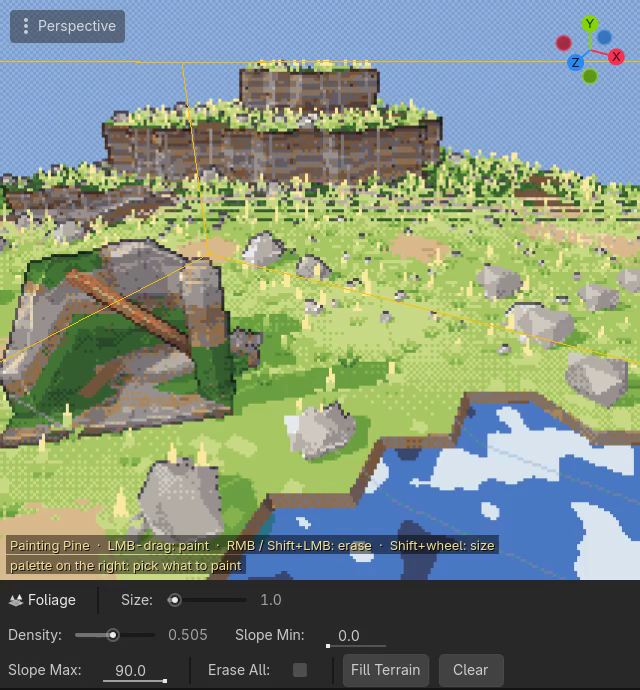 Perspective
Y
X
Z
Painting Pine · LMB-drag: paint · RMB / Shift+LMB: erase · Shift+wheel: size
palette on the right: pick what to paint
Foliage Size: 1.0
Density: 0.505 Slope Min: 0.0
Slope Max: 90.0 Erase All: Fill Terrain Clear